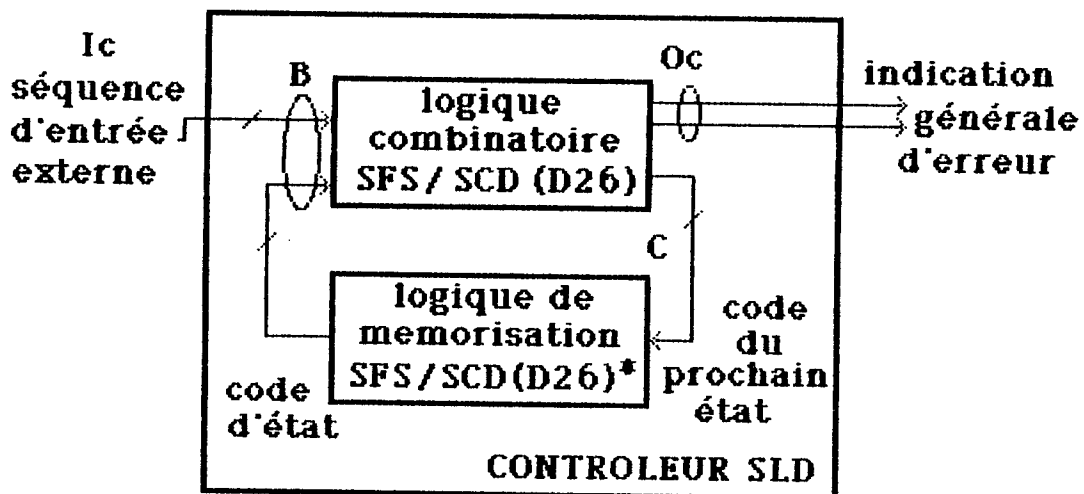 Ic
séquence
d'entrée
externe
B
logique
combinatoire
SFS / SCD (D26)
Oc
indication
générale
d'erreur
C
logique de
memorisation
SFS/SCD(D26)*
code
d'état
code
du
prochain
état
CONTROLEUR SLD